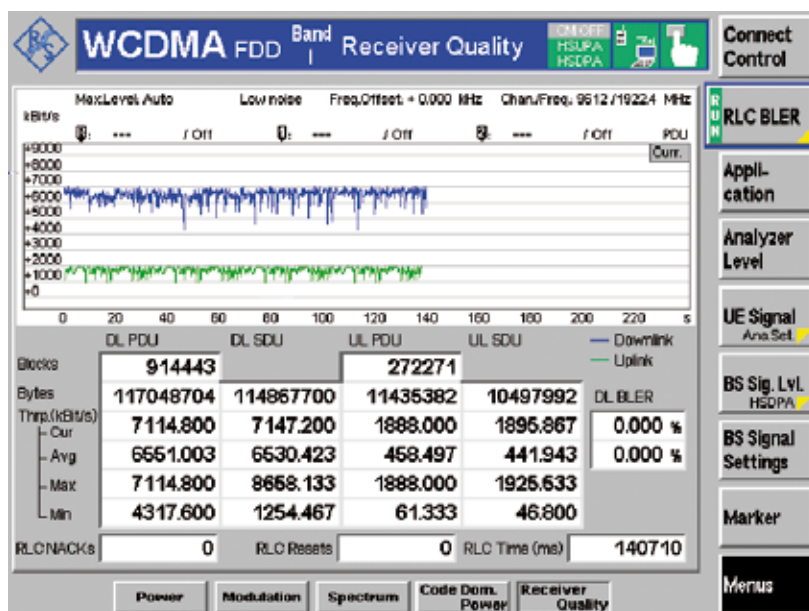 R&S
WCDMA FDD Band I Receiver Quality
CMI OFF
HSUPA
HSDPA
Connect Control
Max.Level: Auto Low noise Freq.Offset: + 0.000 kHz Chan./Freq.: 9612 /1922.4 MHz
kBit/s
--- / Off --- / Off --- / Off PDU
Curr.
+9000
+8000
+7000
+6000
+5000
+4000
+3000
+2000
+1000
+0
0 20 40 60 80 100 120 140 160 180 200 220 s
DL PDU DL SDU UL PDU UL SDU Downlink
Uplink
Blocks 914443 272271
Bytes 117048704 114867700 11435382 10497992 DL BLER
Thrp.(kBit/s)
Cur 7114.800 7147.200 1888.000 1895.867 0.000 %
Avg 6551.003 6530.423 458.497 441.943 0.000 %
Max 7114.800 8658.133 1888.000 1925.633
Min 4317.600 1254.467 61.333 46.800
RLC NACKs 0 RLC Resets 0 RLC Time (ms) 140710
Power Modulation Spectrum Code Dom. Power Receiver Quality
RUN
RLC BLER
Appli-
cation
Analyzer
Level
UE Signal
Ana.Set.
BS Sig. Lvl.
HSDPA
BS Signal
Settings
Marker
Menus